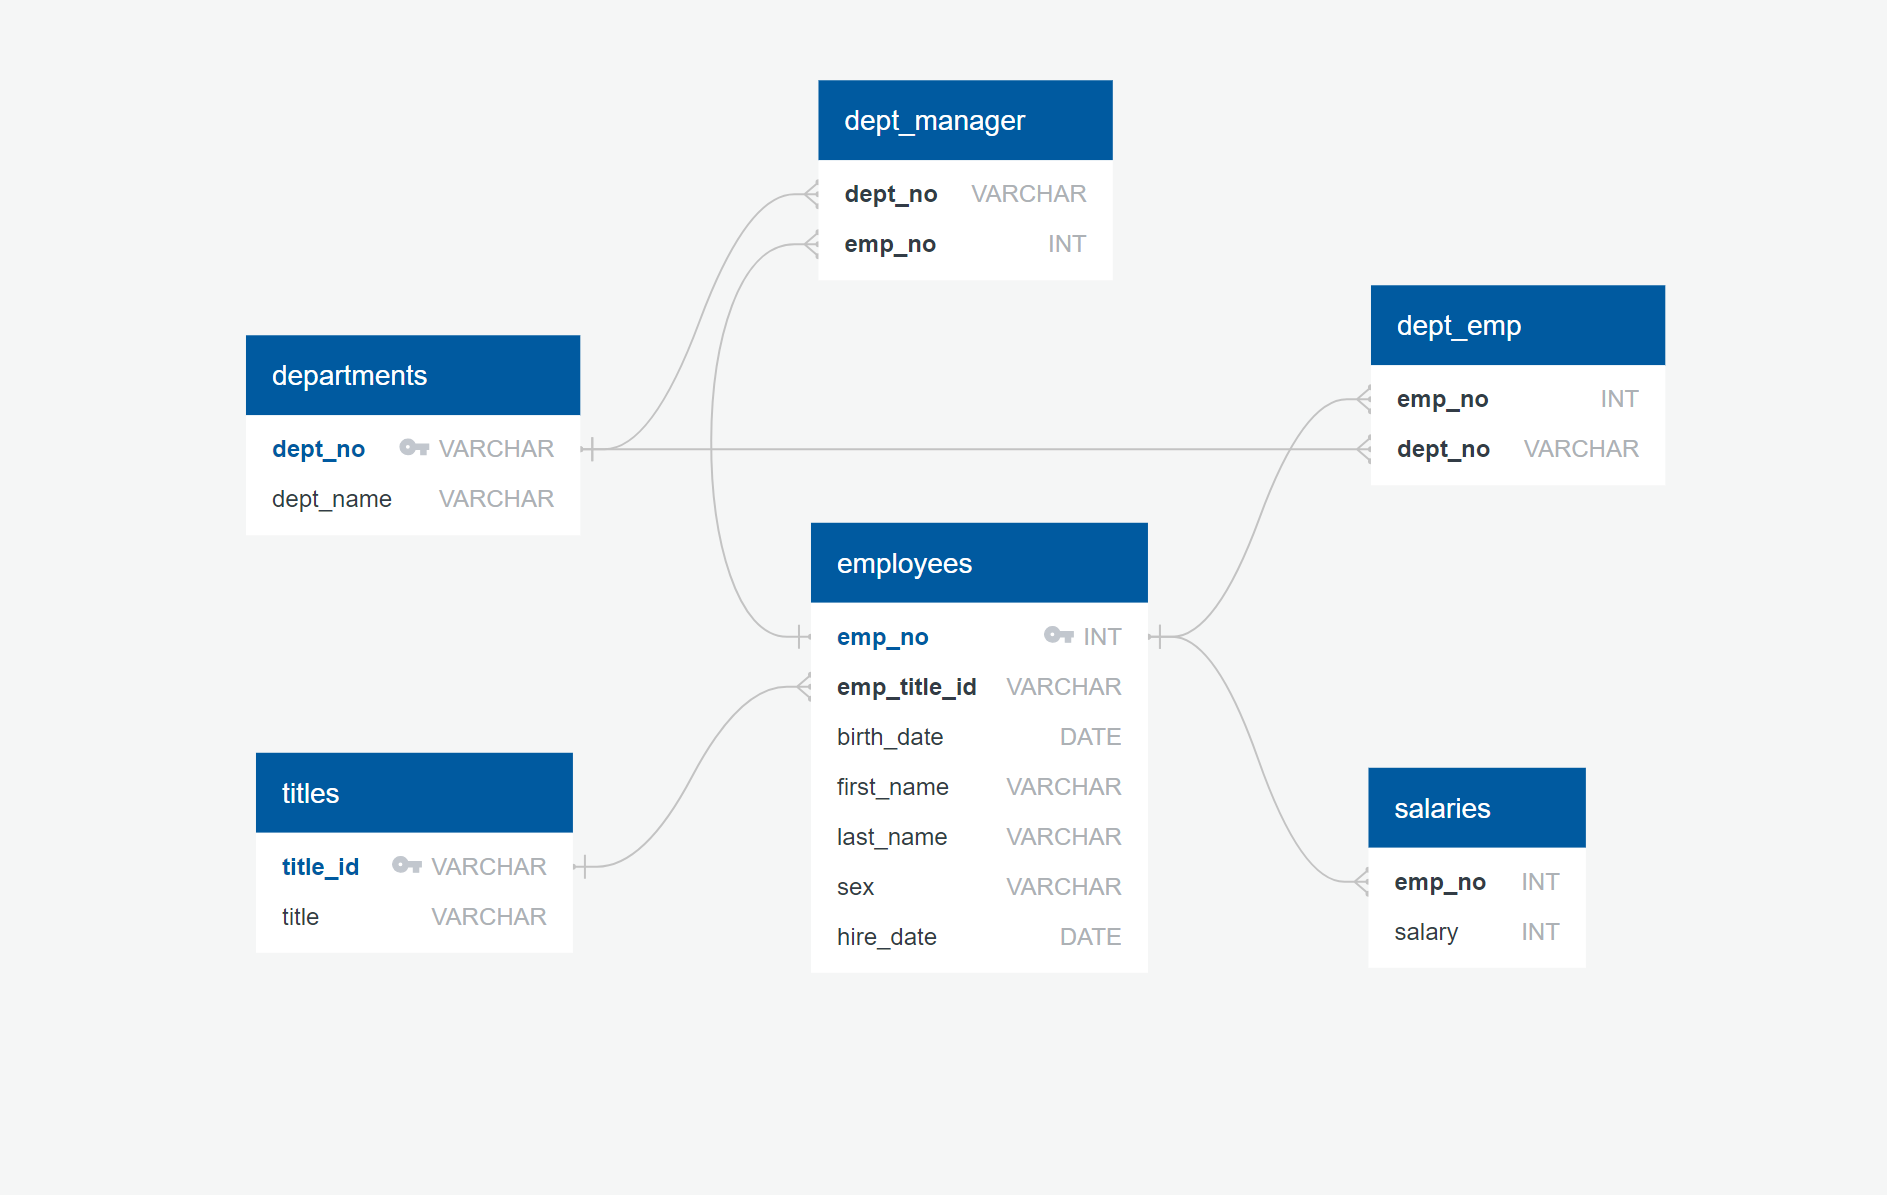 dept_manager
dept_no VARCHAR
emp_no INT
dept_emp
emp_no INT
dept_no VARCHAR
departments
dept_no VARCHAR
dept_name VARCHAR
employees
emp_no INT
emp_title_id VARCHAR
birth_date DATE
first_name VARCHAR
last_name VARCHAR
sex VARCHAR
hire_date DATE
titles
title_id VARCHAR
title VARCHAR
salaries
emp_no INT
salary INT